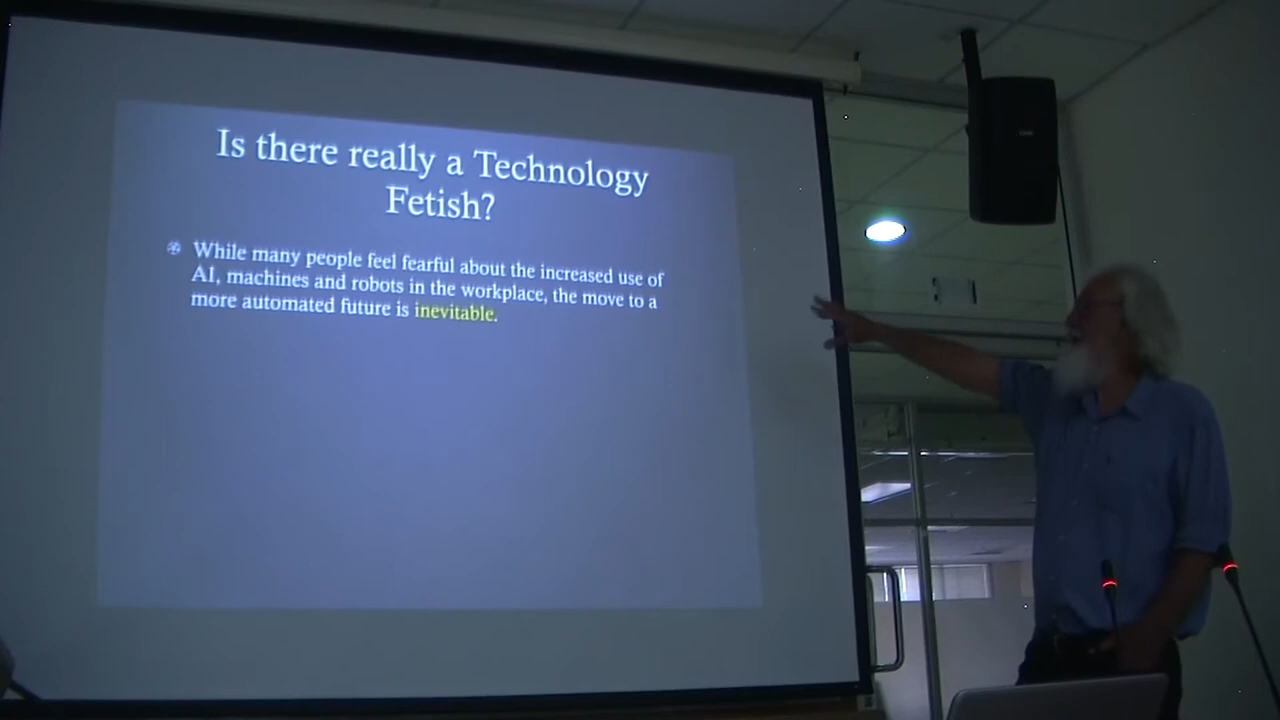 Is there really a Technology
Fetish?
While many people feel fearful about the increased use of
AI, machines and robots in the workplace, the move to a
more automated future is inevitable.